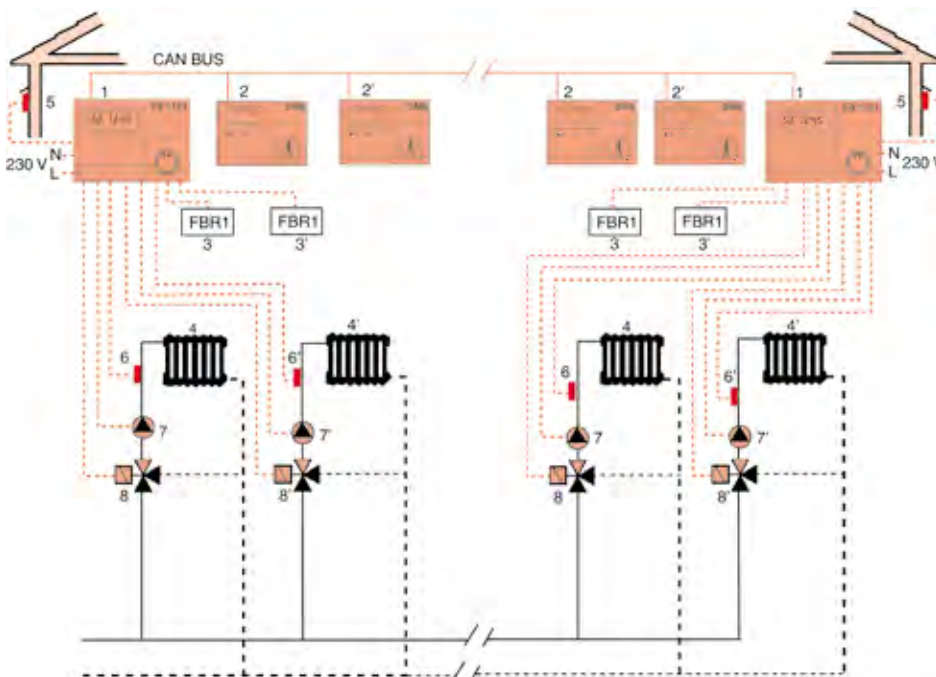 CAN BUS
1 2 2' 2 2' 1
5 5
230 V N N 230 V
L L
FBR1 FBR1 FBR1 FBR1
3 3' 3 3'
4 4' 4 4'
6 6' 6 6'
7 7' 7 7'
8 8' 8 8'